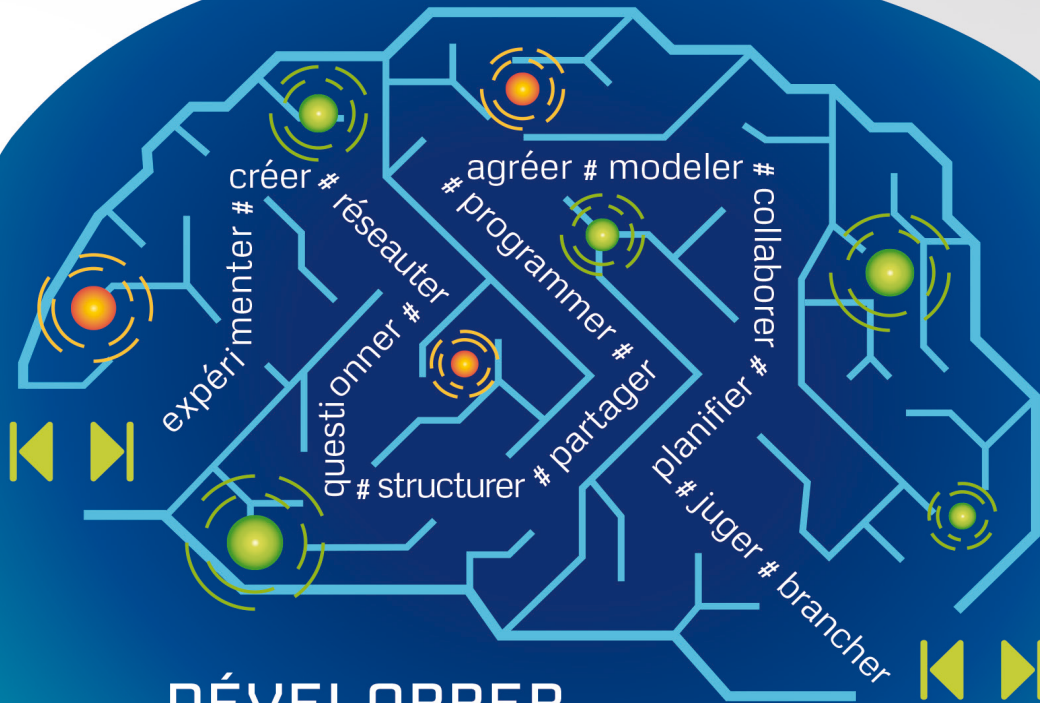 expérimenter #
créer # réseauter
questionner #
# structurer # partager
# programmer #
agréer # modeler
# collaborer #
planifier
# juger # brancher
DÉVELOPPER